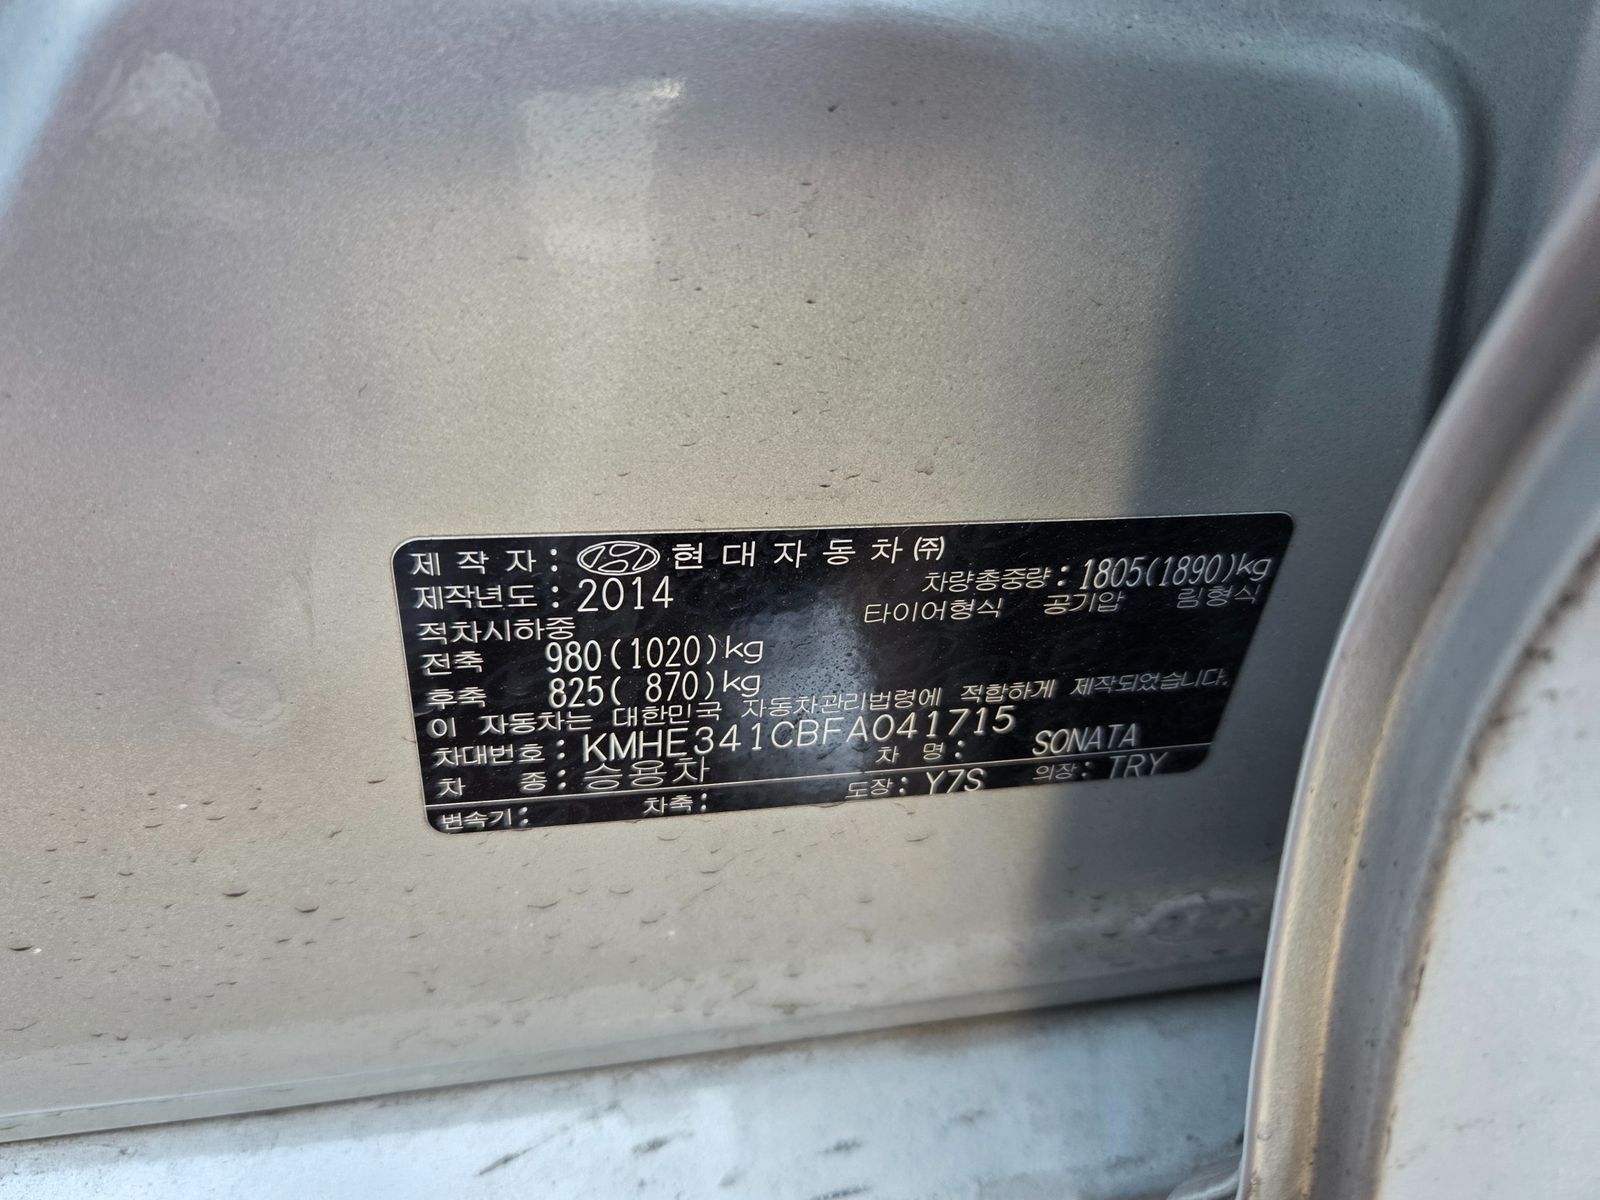 제 작 자 : 현대자동차㈜
제작년도 : 2014 차량총중량 : 1805(1890)kg
적차시하중 타이어형식 공기압 림형식
전축 980(1020)kg
후축 825( 870)kg
이 자동차는 대한민국 자동차관리법령에 적합하게 제작되었습니다.
차대번호 : KMHE341CBFA041715
차 종 : 승용차 차 명 : SONATA
변속기 : 차축 : 도장 : Y7S 의장 : TRY